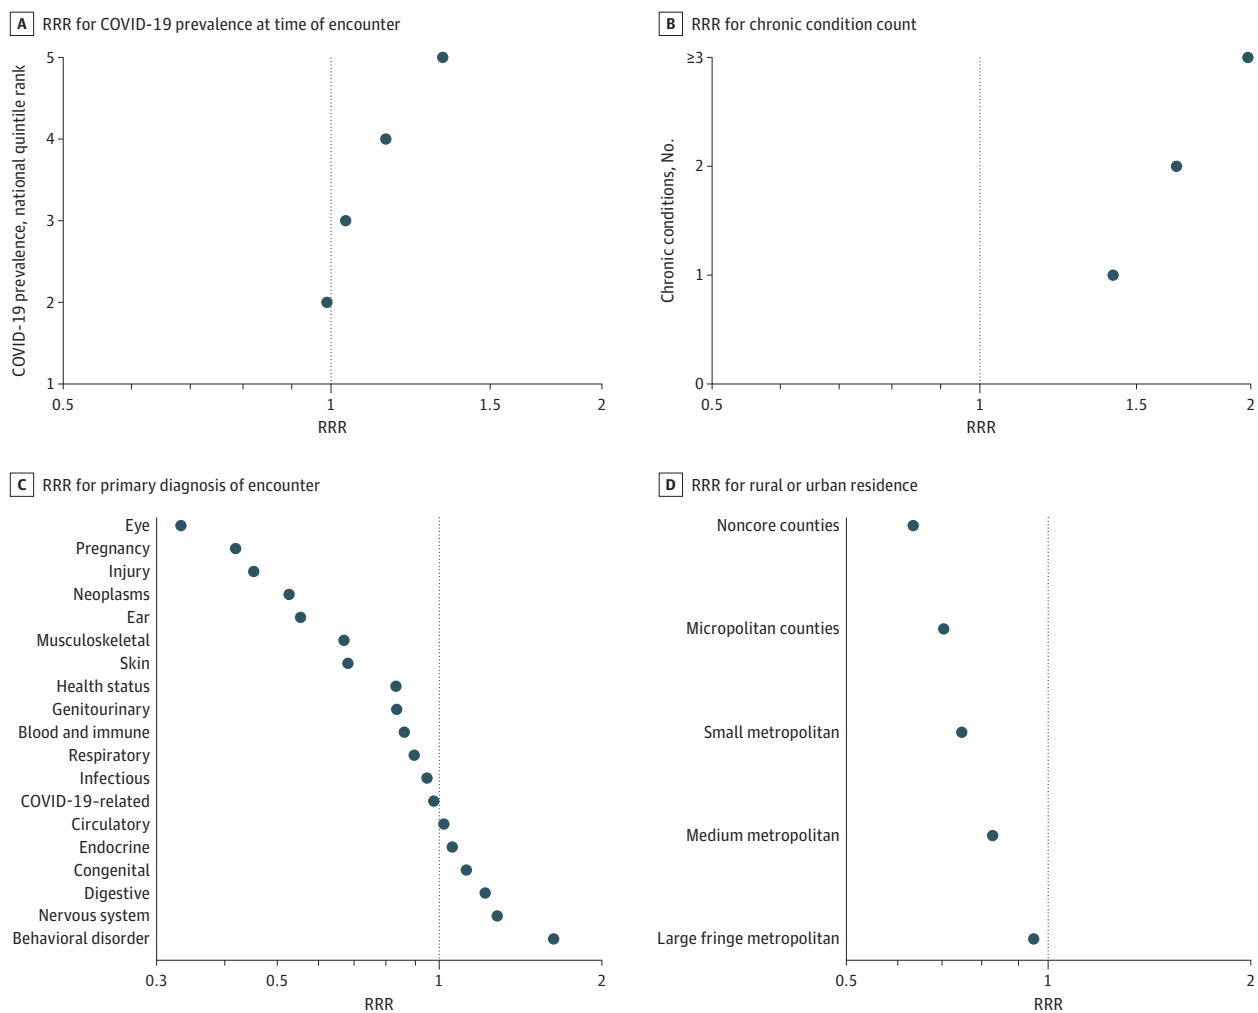 A RRR for COVID-19 prevalence at time of encounter
COVID-19 prevalence, national quintile rank
5
4
3
2
1
0.5 1 1.5 2
RRR
B RRR for chronic condition count
Chronic conditions, No.
≥3
2
1
0
0.5 1 1.5 2
RRR
C RRR for primary diagnosis of encounter
Eye
Pregnancy
Injury
Neoplasms
Ear
Musculoskeletal
Skin
Health status
Genitourinary
Blood and immune
Respiratory
Infectious
COVID-19–related
Circulatory
Endocrine
Congenital
Digestive
Nervous system
Behavioral disorder
0.3 0.5 1 2
RRR
D RRR for rural or urban residence
Noncore counties
Micropolitan counties
Small metropolitan
Medium metropolitan
Large fringe metropolitan
0.5 1 2
RRR